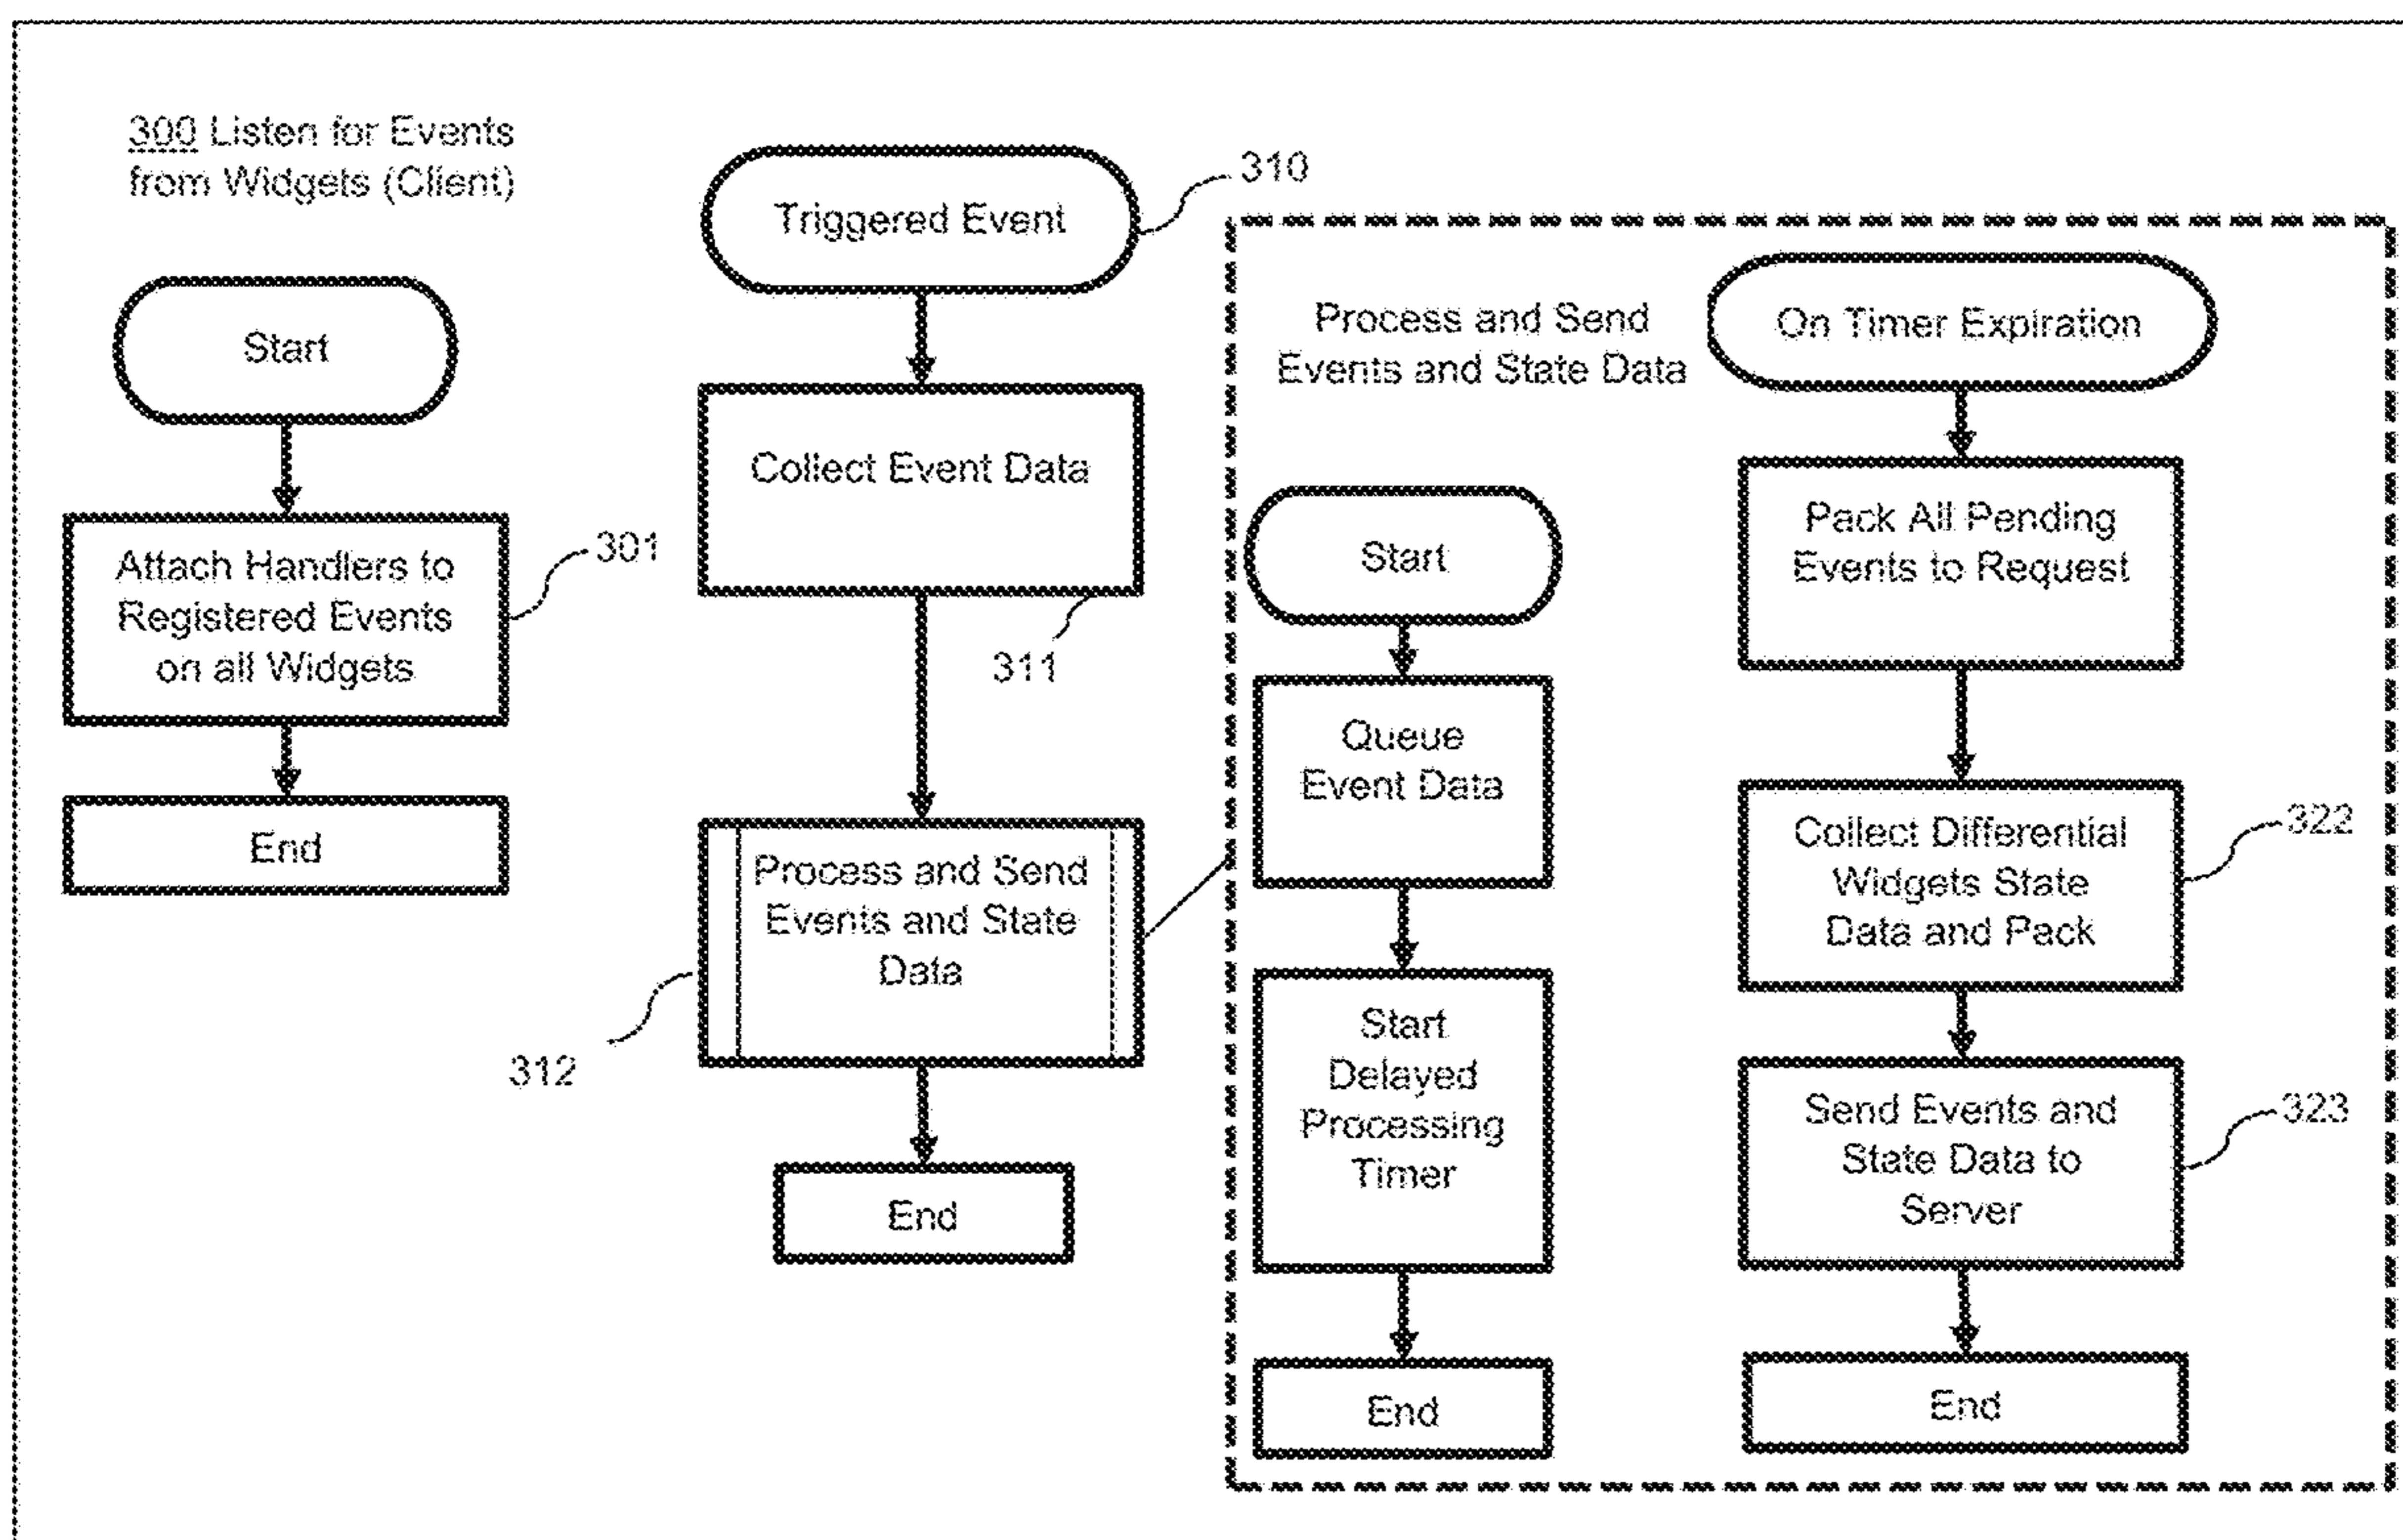 300 Listen for Events
from Widgets (Client)
Start
Attach Handlers to
Registered Events
on all Widgets
301
End
Triggered Event
310
Collect Event Data
311
Process and Send
Events and State
Data
312
End
Process and Send
Events and State Data
Start
Queue
Event Data
Start
Delayed
Processing
Timer
End
On Timer Expiration
Pack All Pending
Events to Request
Collect Differential
Widgets State
Data and Pack
322
Send Events and
State Data to
Server
323
End